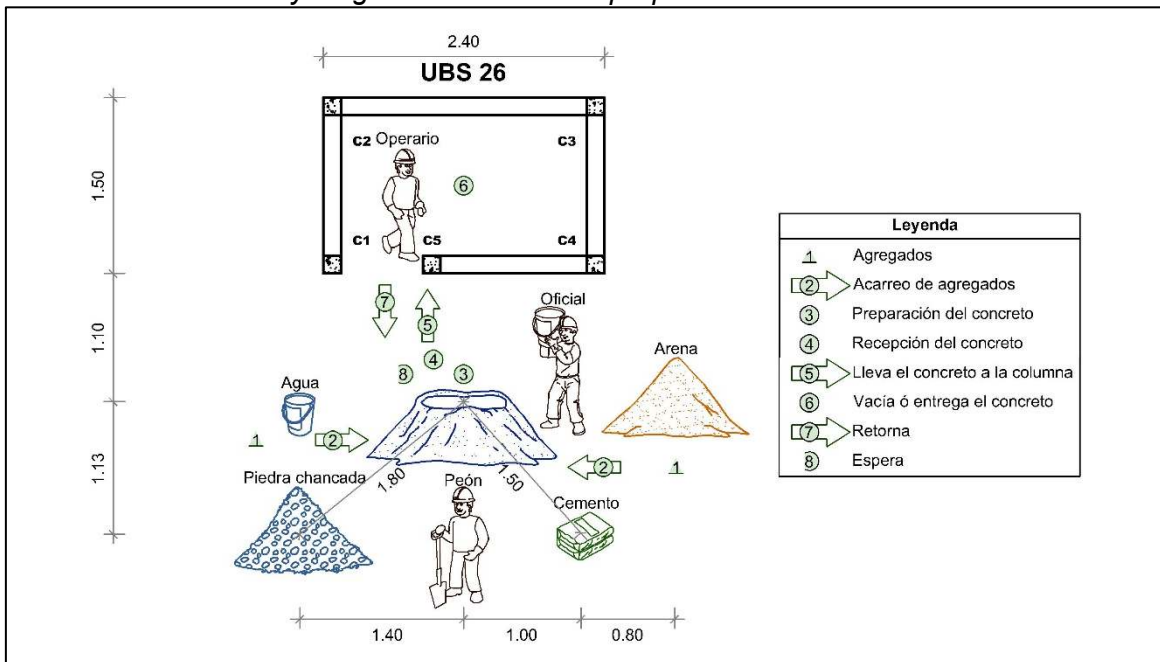 2.40
UBS 26
C2 Operario
C3
6
1.50
C1
C5
C4
7
5
Oficial
1.10
4
8
3
Arena
Agua
1
2
2
1
1.13
Piedra chancada
1.80
Peón
1.50
Cemento
1.40
1.00
0.80
Leyenda
1 Agregados
2 Acarreo de agregados
3 Preparación del concreto
4 Recepción del concreto
5 Lleva el concreto a la columna
6 Vacía ó entrega el concreto
7 Retorna
8 Espera